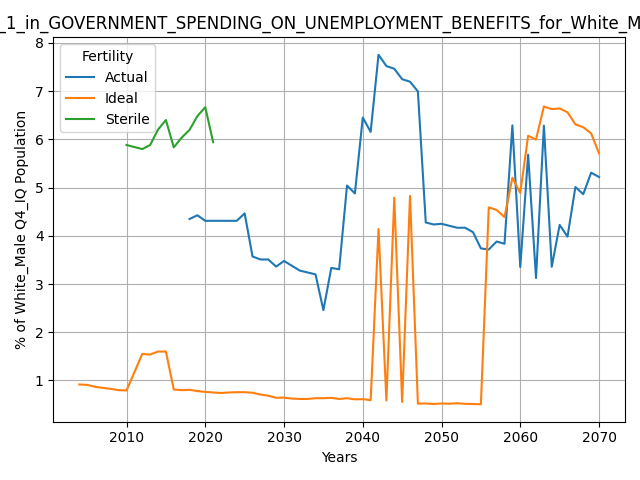 _1_in_GOVERNMENT_SPENDING_ON_UNEMPLOYMENT_BENEFITS_for_White_M
Fertility
Actual
Ideal
Sterile
% of White_Male Q4_IQ Population
8
7
6
5
4
3
2
1
2010 2020 2030 2040 2050 2060 2070
Years